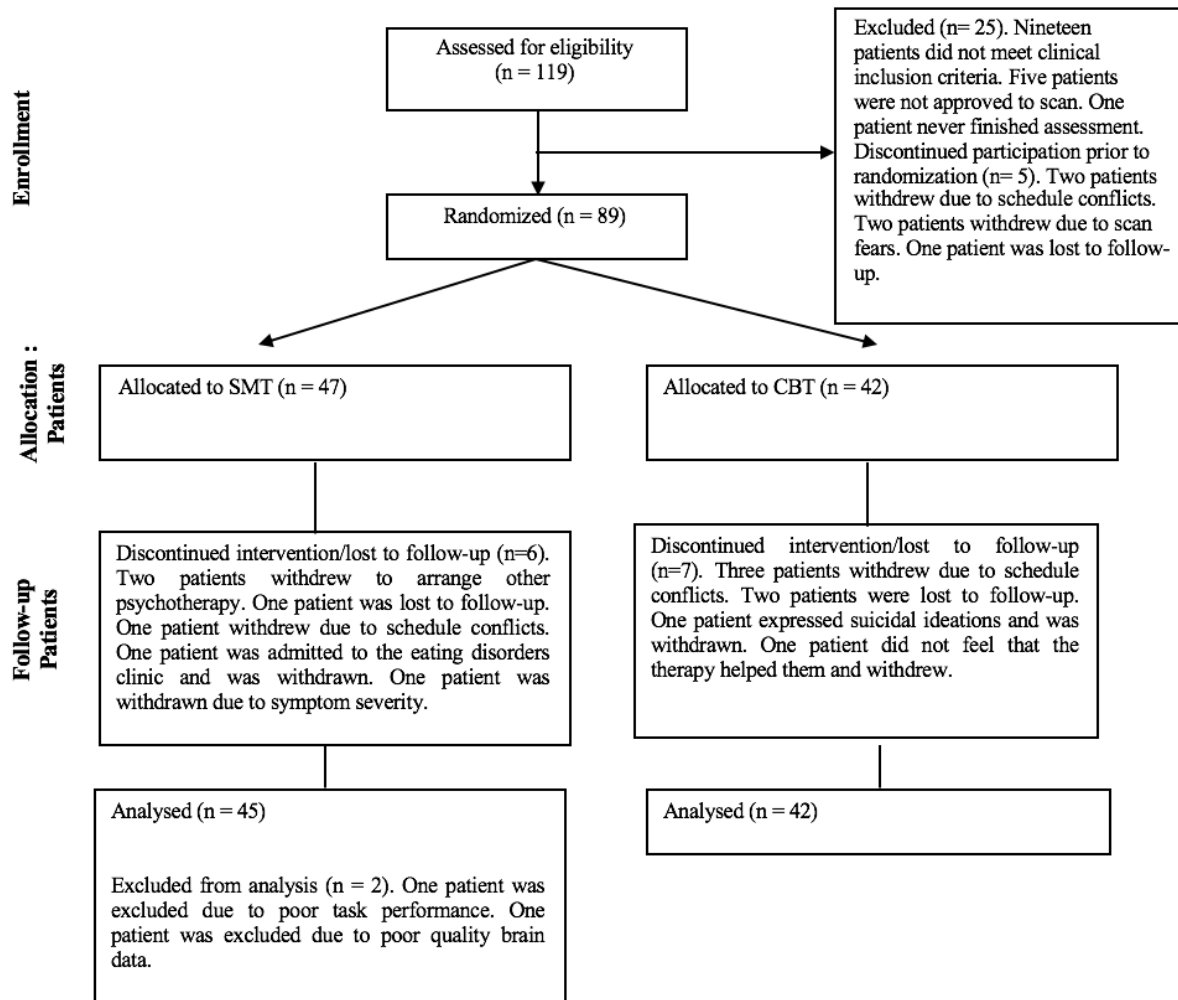 Enrollment
Assessed for eligibility
(n = 119)
Excluded (n= 25). Nineteen
patients did not meet clinical
inclusion criteria. Five patients
were not approved to scan. One
patient never finished assessment.
Discontinued participation prior to
randomization (n= 5). Two patients
withdrew due to schedule conflicts.
Two patients withdrew due to scan
fears. One patient was lost to follow-
up.
Randomized (n = 89)
Allocation :
Patients
Allocated to SMT (n = 47)
Allocated to CBT (n = 42)
Follow-up
Patients
Discontinued intervention/lost to follow-up (n=6).
Two patients withdrew to arrange other
psychotherapy. One patient was lost to follow-up.
One patient withdrew due to schedule conflicts.
One patient was admitted to the eating disorders
clinic and was withdrawn. One patient was
withdrawn due to symptom severity.
Discontinued intervention/lost to follow-up
(n=7). Three patients withdrew due to schedule
conflicts. Two patients were lost to follow-up.
One patient expressed suicidal ideations and was
withdrawn. One patient did not feel that the
therapy helped them and withdrew.
Analysed (n = 45)
Excluded from analysis (n = 2). One patient was
excluded due to poor task performance. One
patient was excluded due to poor quality brain
data.
Analysed (n = 42)